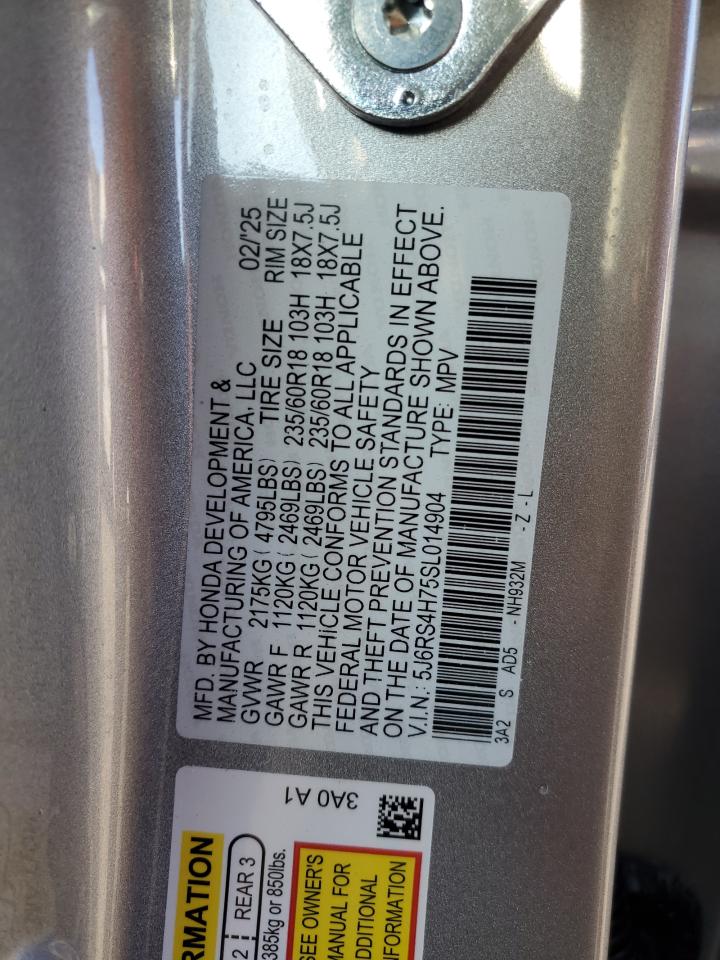 MFD. BY HONDA DEVELOPMENT &
MANUFACTURING OF AMERICA, LLC 02/'25
GVWR 2175KG ( 4795LBS) TIRE SIZE RIM SIZE
GAWR F 1120KG ( 2469LBS) 235/60R18 103H 18X7.5J
GAWR R 1120KG ( 2469LBS) 235/60R18 103H 18X7.5J
THIS VEHICLE CONFORMS TO ALL APPLICABLE
FEDERAL MOTOR VEHICLE SAFETY
AND THEFT PREVENTION STANDARDS IN EFFECT
ON THE DATE OF MANUFACTURE SHOWN ABOVE.
V.I.N.: 5J6RS4H75SL014904 TYPE: MPV
3A2 S AD5 - NH932M - Z - L
3A0 A1
RMATION
2 REAR 3
385kg or 850lbs.
SEE OWNER'S
MANUAL FOR
ADDITIONAL
INFORMATION